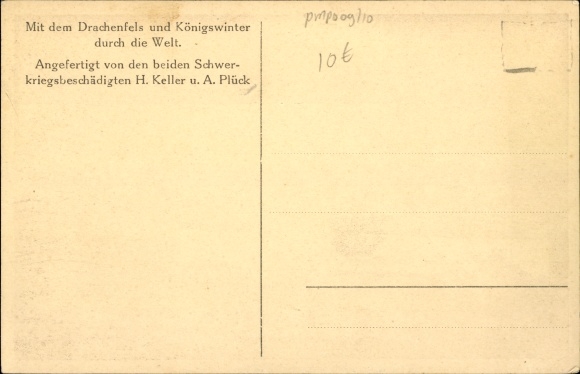 Mit dem Drachenfels und Königswinter
durch die Welt.
Angefertigt von den beiden Schwer-
kriegsbeschädigten H. Keller u. A. Plück
10€